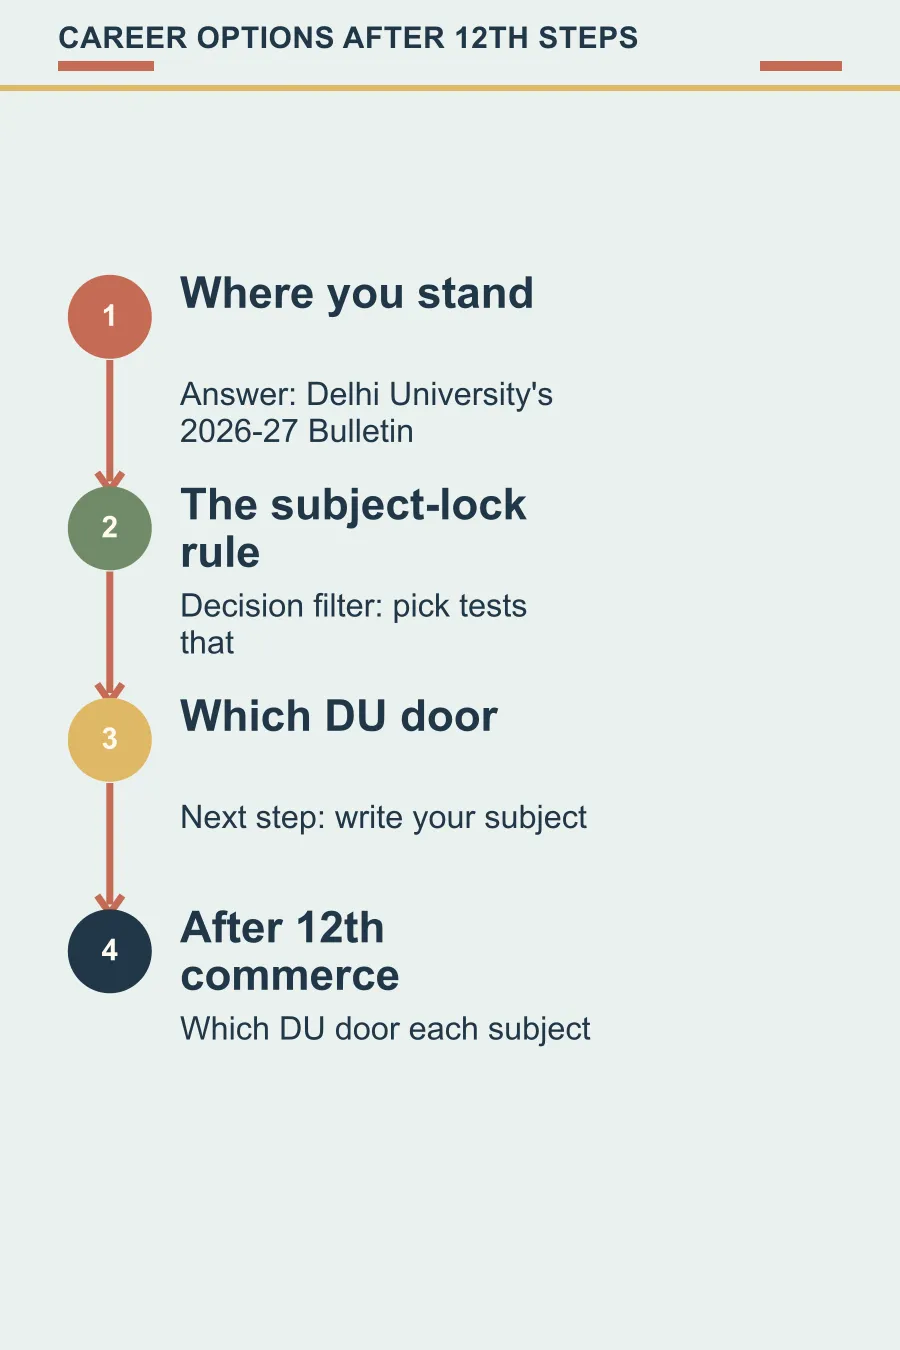 CAREER OPTIONS AFTER 12TH STEPS
1
Where you stand
Answer: Delhi University's
2026-27 Bulletin
2
The subject-lock
rule
Decision filter: pick tests
that
3
Which DU door
Next step: write your subject
4
After 12th
commerce
Which DU door each subject